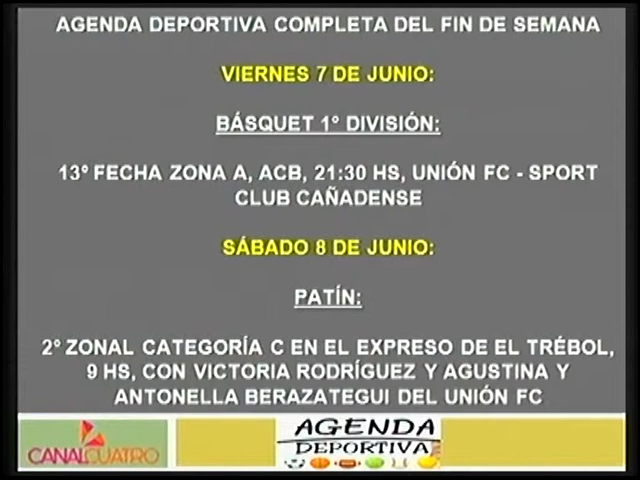 AGENDA DEPORTIVA COMPLETA DEL FIN DE SEMANA
VIERNES 7 DE JUNIO:
BÁSQUET 1° DIVISIÓN:
13º FECHA ZONA A, ACB, 21:30 HS, UNIÓN FC - SPORT
CLUB CAÑADENSE
SÁBADO 8 DE JUNIO:
PATÍN:
2° ZONAL CATEGORÍA C EN EL EXPRESO DE EL TRÉBOL,
9 HS, CON VICTORIA RODRÍGUEZ Y AGUSTINA Y
ANTONELLA BERAZATEGUI DEL UNIÓN FC
CANALCUATRO
AGENDA
DEPORTIVA